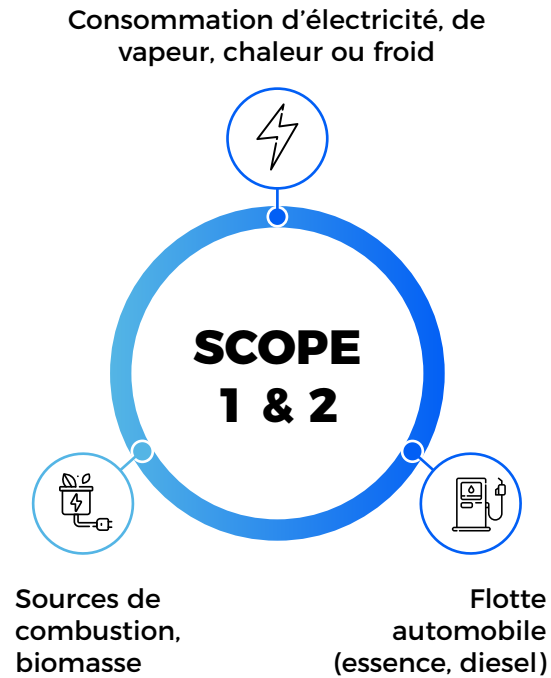 Consommation d’électricité, de
vapeur, chaleur ou froid
SCOPE
1 & 2
Sources de
combustion,
biomasse
Flotte
automobile
(essence, diesel)